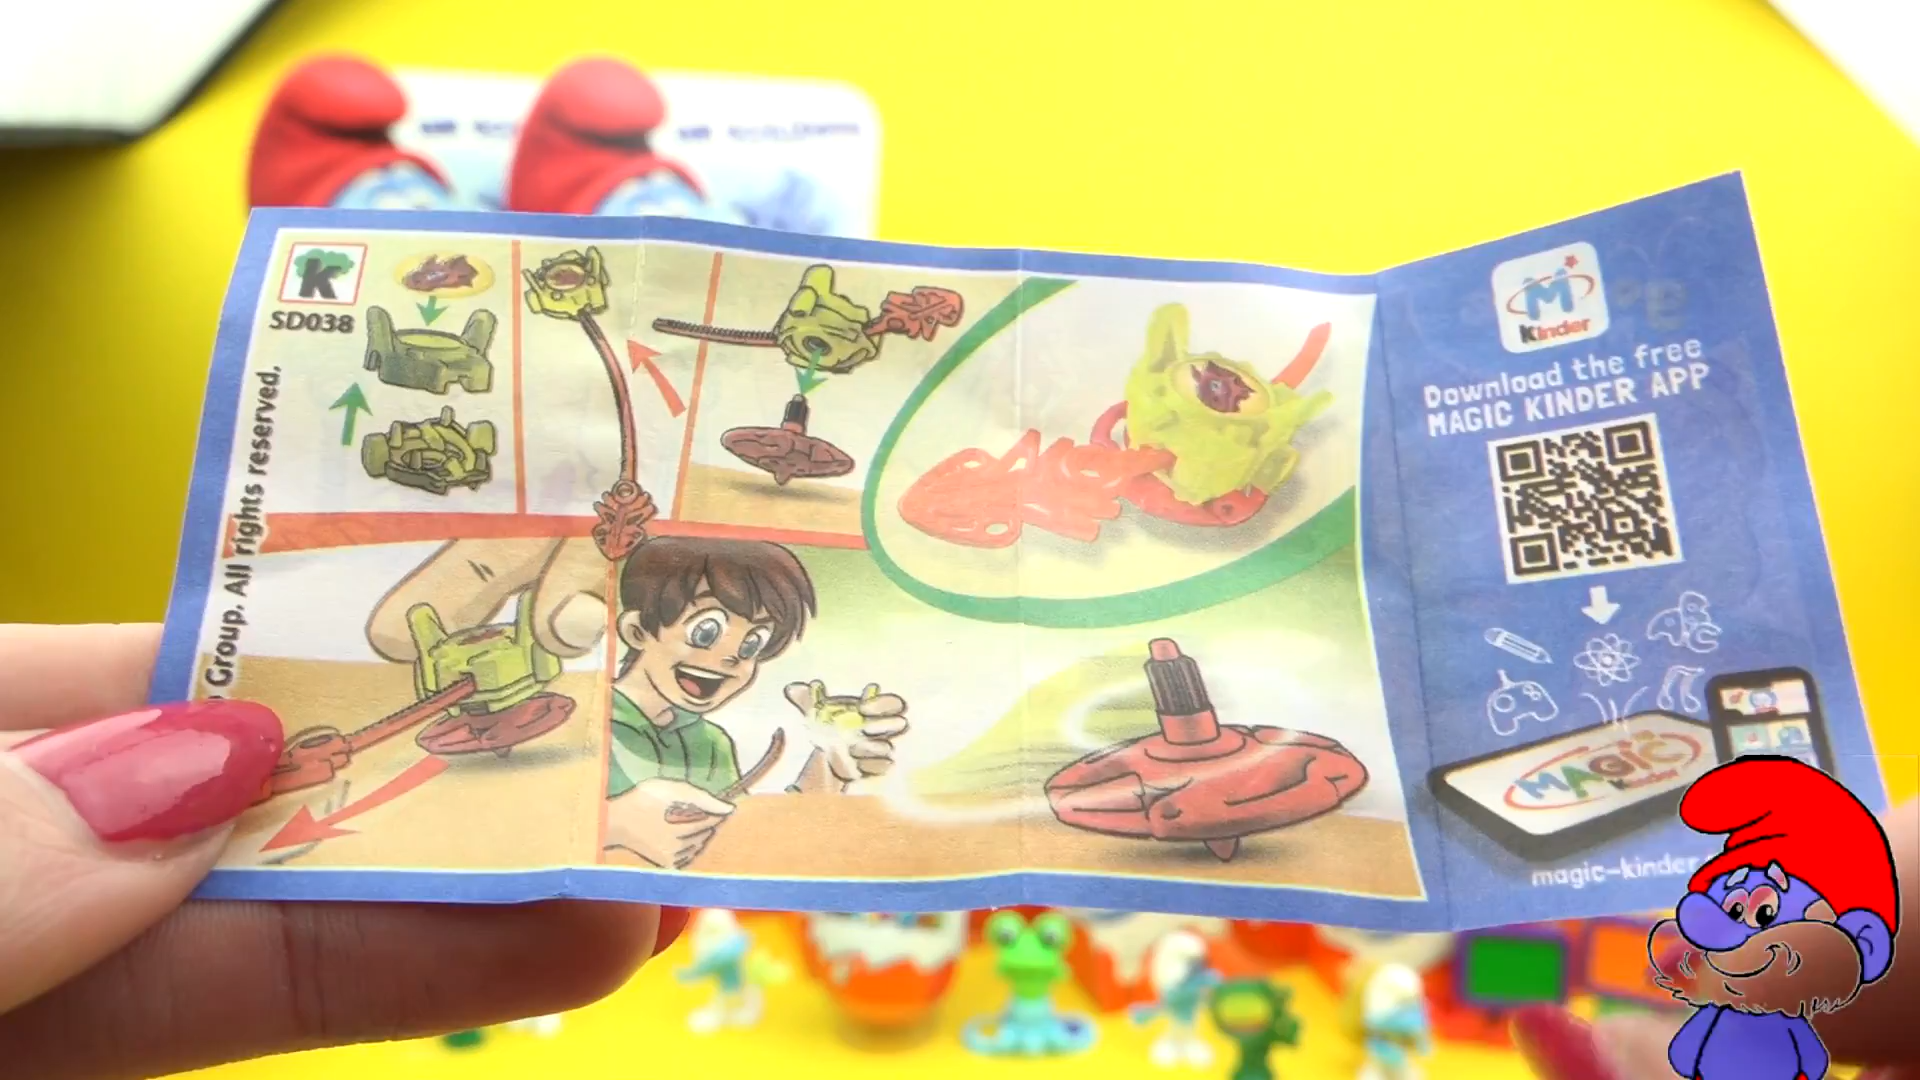 K
SD038
Group. All rights reserved.
M
Kinder
Download the free
MAGIC KINDER APP
MAGIC
Kinder
magic-kinder